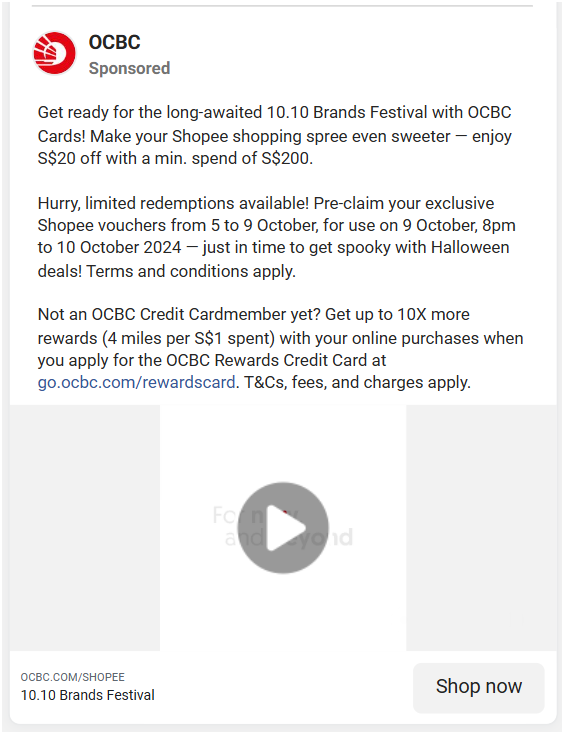 OCBC
Sponsored
Get ready for the long-awaited 10.10 Brands Festival with OCBC
Cards! Make your Shopee shopping spree even sweeter — enjoy
S$20 off with a min. spend of S$200.
Hurry, limited redemptions available! Pre-claim your exclusive
Shopee vouchers from 5 to 9 October, for use on 9 October, 8pm
to 10 October 2024 — just in time to get spooky with Halloween
deals! Terms and conditions apply.
Not an OCBC Credit Cardmember yet? Get up to 10X more
rewards (4 miles per S$1 spent) with your online purchases when
you apply for the OCBC Rewards Credit Card at
go.ocbc.com/rewardscard. T&Cs, fees, and charges apply.
For now
and beyond
OCBC.COM/SHOPEE
10.10 Brands Festival
Shop now